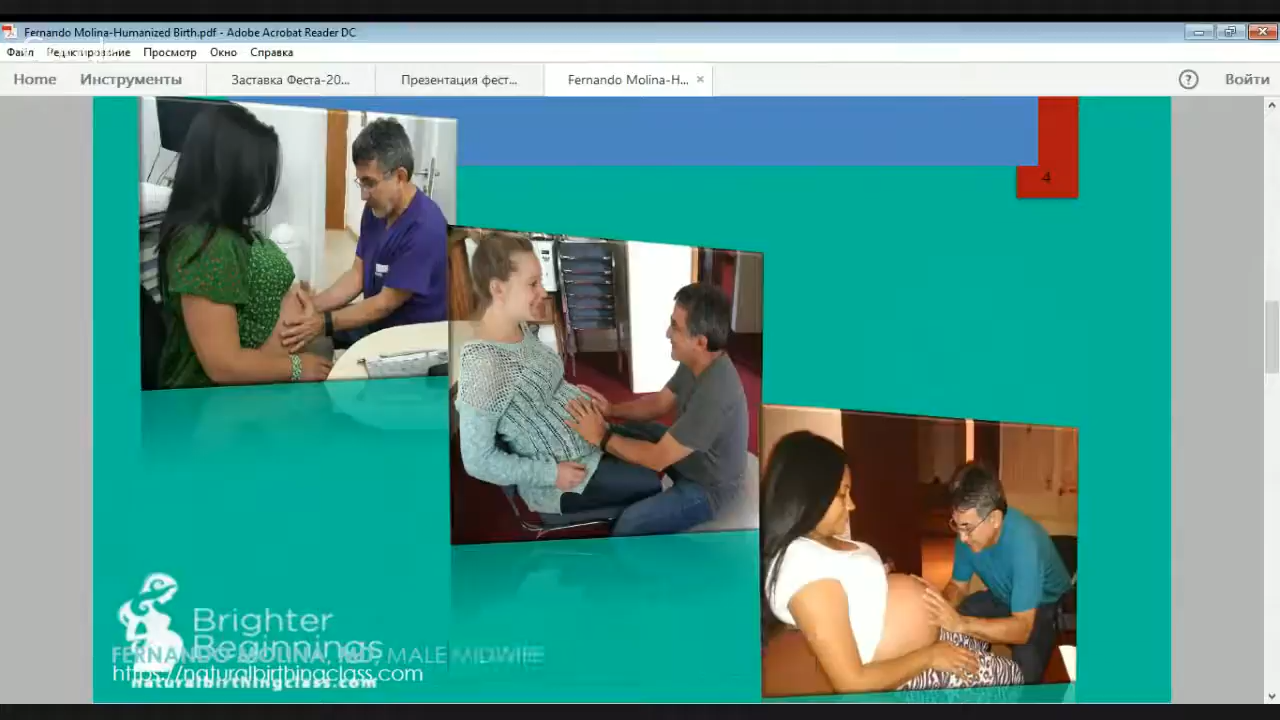 Fernando Molina-Humanized Birth.pdf - Adobe Acrobat Reader DC
Файл Редактирование Просмотр Окно Справка
Home Инструменты Заставка Феста-20... Презентация фест... Fernando Molina-H... × ? Войти
4
Brighter
Beginnings
FERNANDO MOLINA, MD, MALE MIDWIFE
https://naturalbirthingclass.com
naturalbirthingclass.com